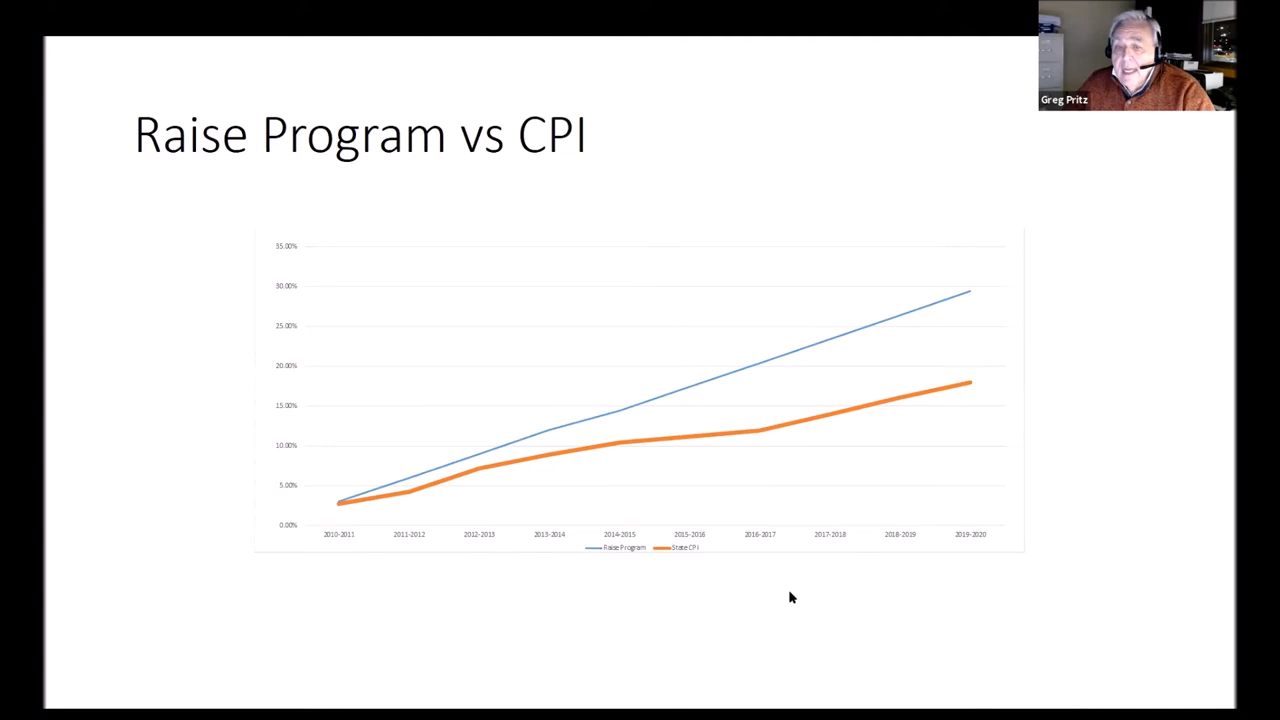 Greg Pritz
Raise Program vs CPI
35.00%
30.00%
25.00%
20.00%
15.00%
10.00%
5.00%
0.00%
2010-2011 2011-2012 2012-2013 2013-2014 2014-2015 2015-2016 2016-2017 2017-2018 2018-2019 2019-2020
Raise Program State CPI